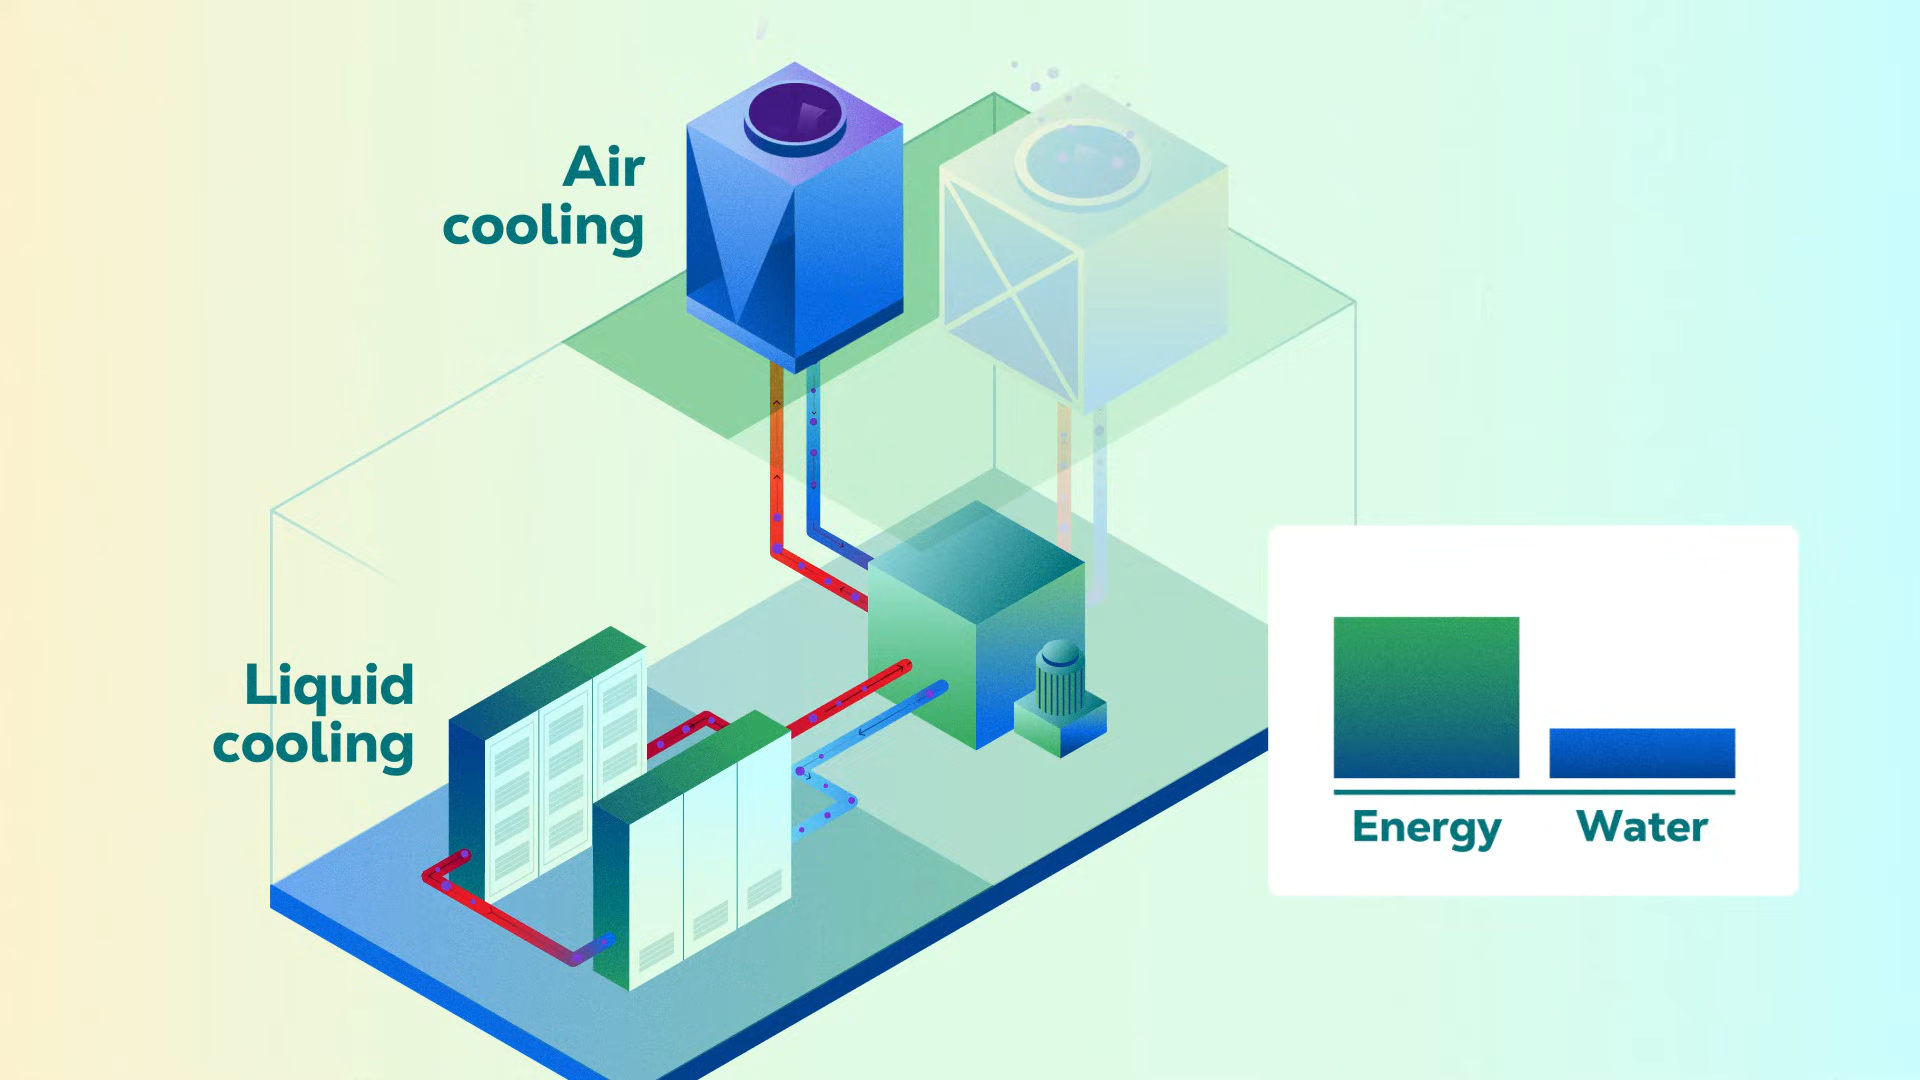 Air
cooling
Liquid
cooling
Energy
Water